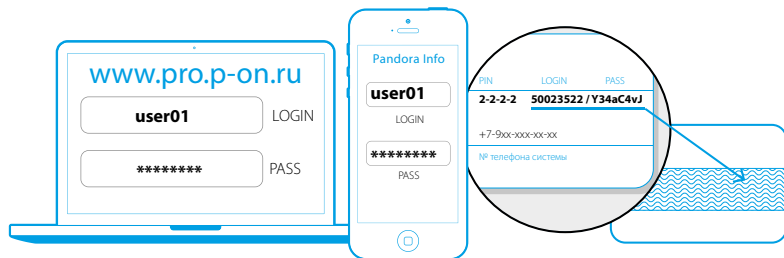 www.pro.p-on.ru
user01 LOGIN
******** PASS
Pandora Info
user01
LOGIN
********
PASS
PIN LOGIN PASS
2-2-2-2 50023522 / Y34aC4vJ
+7-9xx-xxx-xx-xx
№ телефона системы